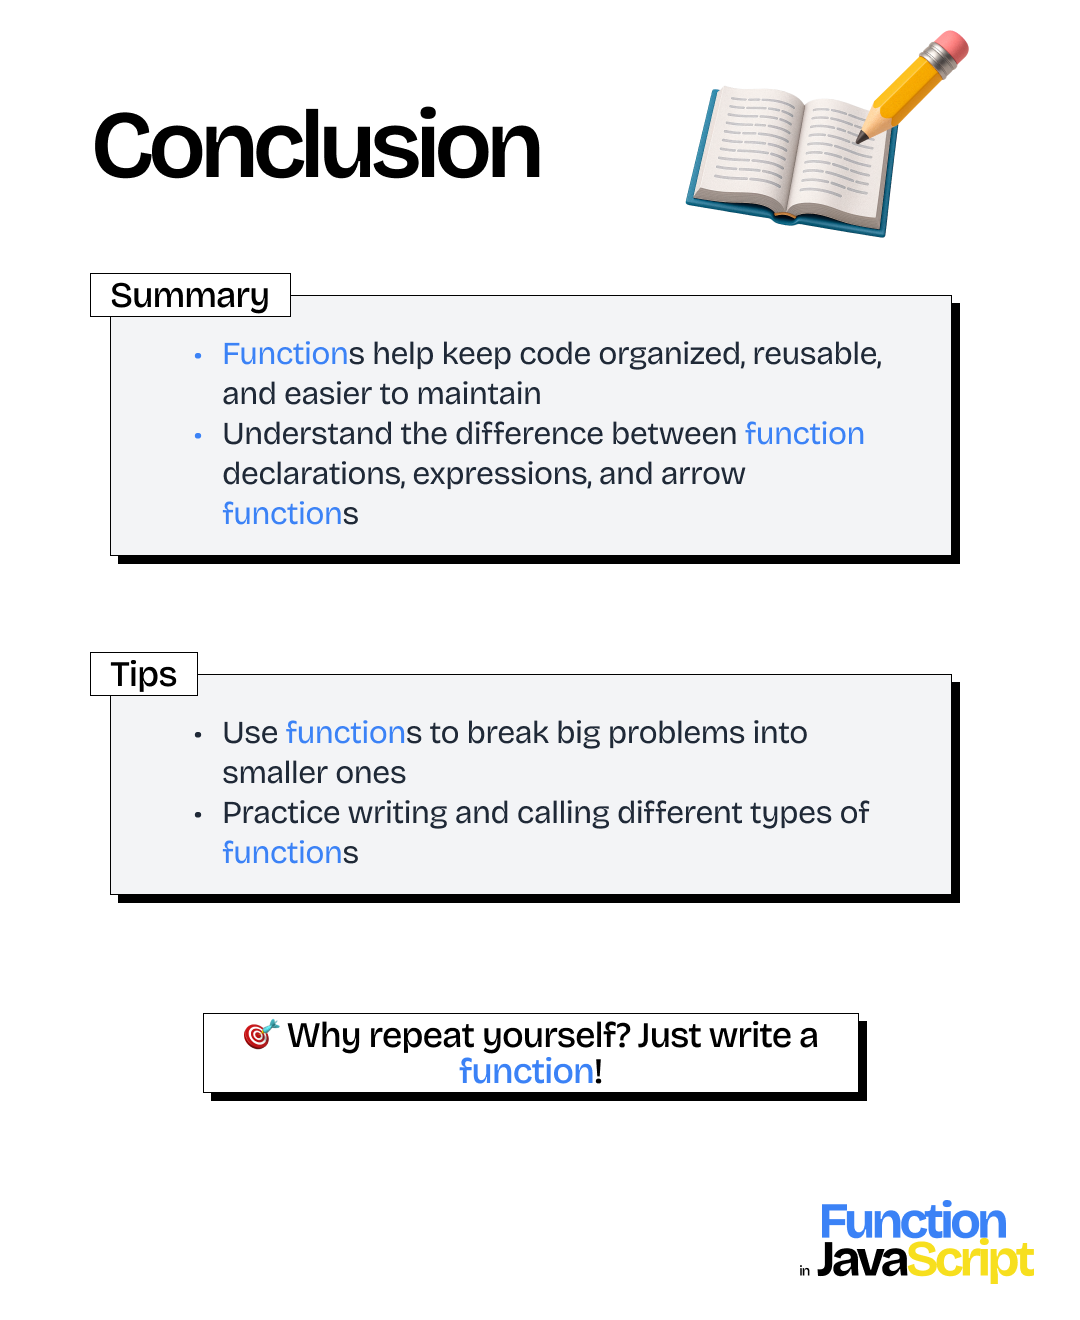 Conclusion
Summary
• Functions help keep code organized, reusable,
and easier to maintain
• Understand the difference between function
declarations, expressions, and arrow
functions
Tips
• Use functions to break big problems into
smaller ones
• Practice writing and calling different types of
functions
🎯 Why repeat yourself? Just write a
function!
Function
in JavaScript